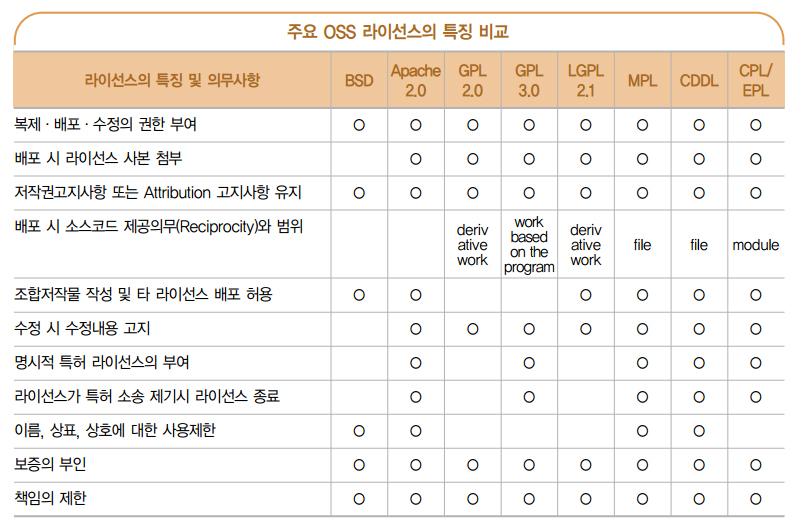 주요 OSS 라이선스의 특징 비교
라이선스의 특징 및 의무사항 BSD Apache 2.0 GPL 2.0 GPL 3.0 LGPL 2.1 MPL CDDL CPL/ EPL
복제·배포·수정의 권한 부여 O O O O O O O O
배포 시 라이선스 사본 첨부 O O O O O O O
저작권고지사항 또는 Attribution 고지사항 유지 O O O O O O O O
배포 시 소스코드 제공의무(Reciprocity)와 범위 deriv ative work work based on the program deriv ative work file file module
조합저작물 작성 및 타 라이선스 배포 허용 O O O O O O
수정 시 수정내용 고지 O O O O O O O
명시적 특허 라이선스의 부여 O O O O O
라이선스가 특허 소송 제기시 라이선스 종료 O O O O O
이름, 상표, 상호에 대한 사용제한 O O O O
보증의 부인 O O O O O O O O
책임의 제한 O O O O O O O O